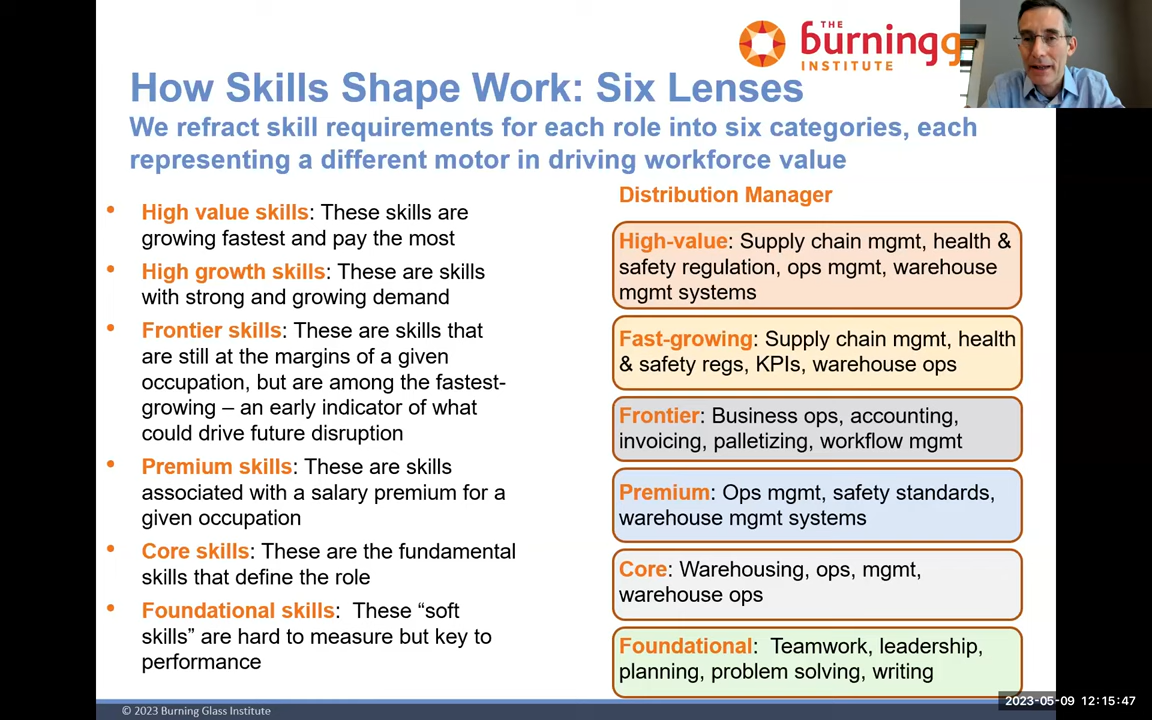 THE
burning
INSTITUTE
How Skills Shape Work: Six Lenses
We refract skill requirements for each role into six categories, each
representing a different motor in driving workforce value
• High value skills: These skills are
growing fastest and pay the most
• High growth skills: These are skills
with strong and growing demand
• Frontier skills: These are skills that
are still at the margins of a given
occupation, but are among the fastest-
growing – an early indicator of what
could drive future disruption
• Premium skills: These are skills
associated with a salary premium for a
given occupation
• Core skills: These are the fundamental
skills that define the role
• Foundational skills:  These “soft
skills” are hard to measure but key to
performance
Distribution Manager
High-value: Supply chain mgmt, health &
safety regulation, ops mgmt, warehouse
mgmt systems
Fast-growing: Supply chain mgmt, health
& safety regs, KPIs, warehouse ops
Frontier: Business ops, accounting,
invoicing, palletizing, workflow mgmt
Premium: Ops mgmt, safety standards,
warehouse mgmt systems
Core: Warehousing, ops, mgmt,
warehouse ops
Foundational:  Teamwork, leadership,
planning, problem solving, writing
© 2023 Burning Glass Institute
2023-05-09 12:15:47